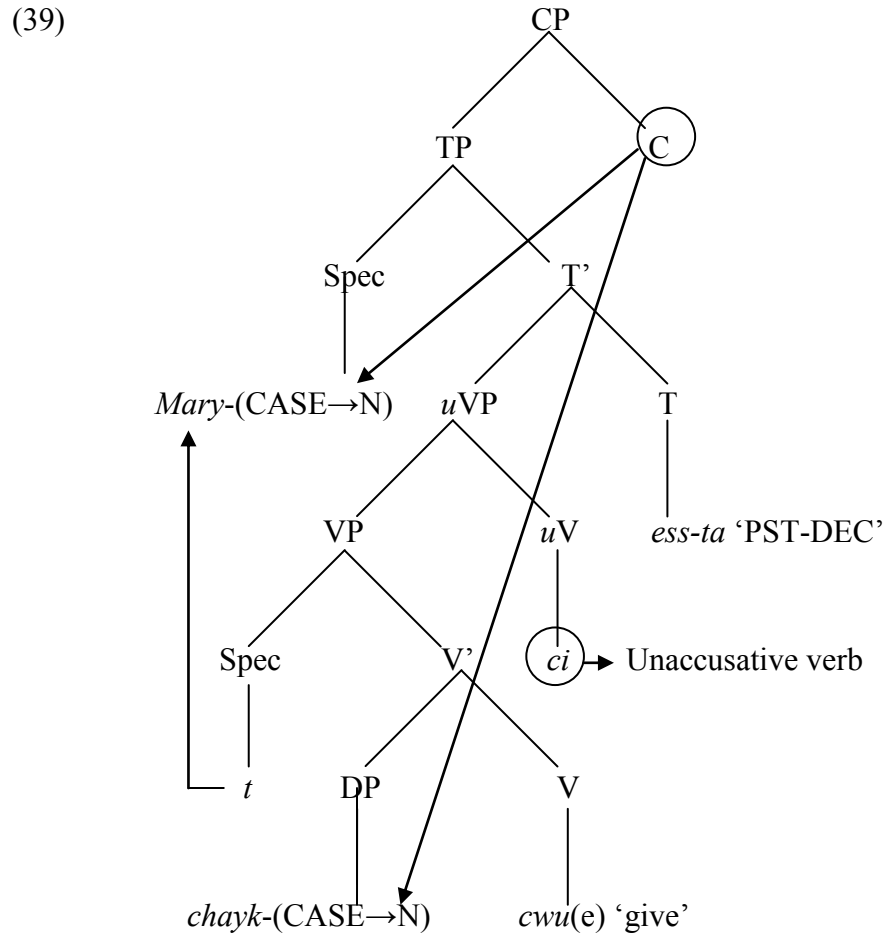 (39)
CP
TP C
Spec T’
Mary-(CASE→N) uVP T
VP uV ess-ta ‘PST-DEC’
Spec V’ ci Unaccusative verb
t DP V
chayk-(CASE→N) cwu(e) ‘give’